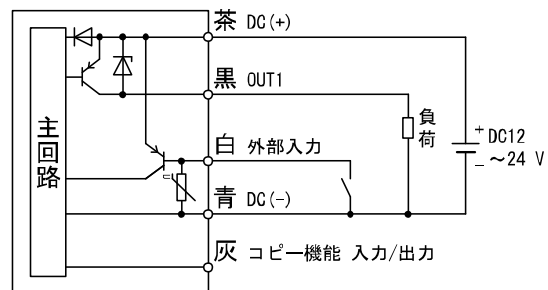 茶 DC(+)
黒 OUT1
主回路
負荷
+ DC12
- ～24 V
白 外部入力
U
青 DC(-)
灰 コピー機能 入力/出力